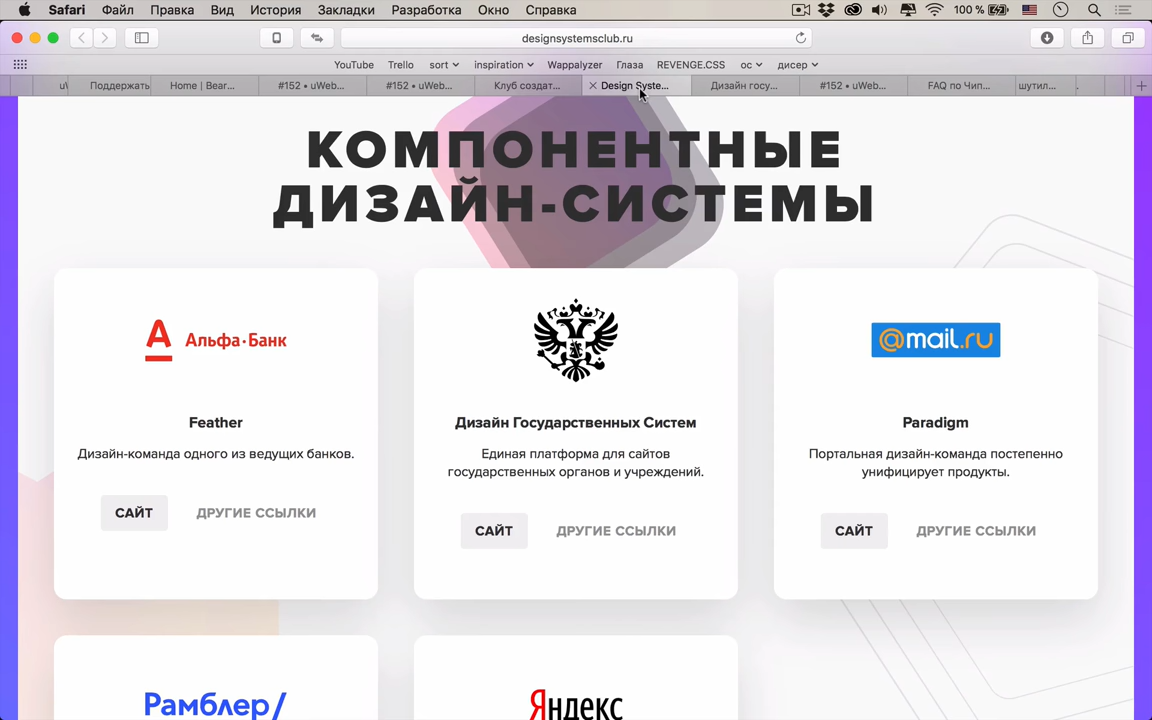 Safari Файл Правка Вид История Закладки Разработка Окно Справка 100 %
designsystemsclub.ru
YouTube Trello sort inspiration Wappalyzer Глаза REVENGE.CSS ос дисер
Поддержать Home | Bear... #152 • uWeb... #152 • uWeb... Клуб создат... Design Syste... Дизайн госу... #152 • uWeb... FAQ по Чип... шутил...
КОМПОНЕНТНЫЕ
ДИЗАЙН-СИСТЕМЫ
А Альфа·Банк
@mail.ru
Feather
Дизайн Государственных Систем
Paradigm
Дизайн-команда одного из ведущих банков.
Единая платформа для сайтов
государственных органов и учреждений.
Портальная дизайн-команда постепенно
унифицирует продукты.
САЙТ ДРУГИЕ ССЫЛКИ
САЙТ ДРУГИЕ ССЫЛКИ
САЙТ ДРУГИЕ ССЫЛКИ
Рамблер/
Яндекс